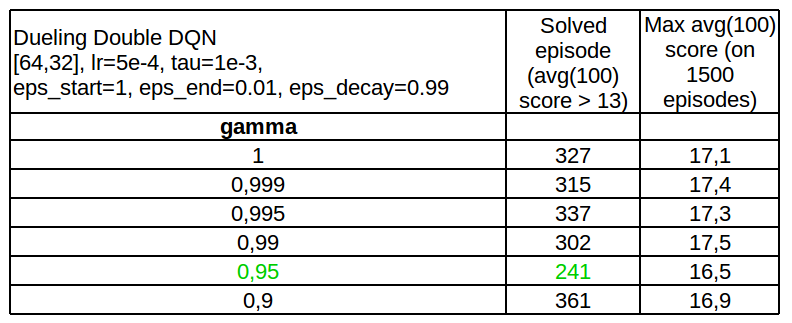 Dueling Double DQN
[64,32], lr=5e-4, tau=1e-3,
eps_start=1, eps_end=0.01, eps_decay=0.99
Solved
episode
(avg(100)
score > 13)
Max avg(100)
score (on
1500
episodes)
gamma
1 327 17,1
0,999 315 17,4
0,995 337 17,3
0,99 302 17,5
0,95 241 16,5
0,9 361 16,9